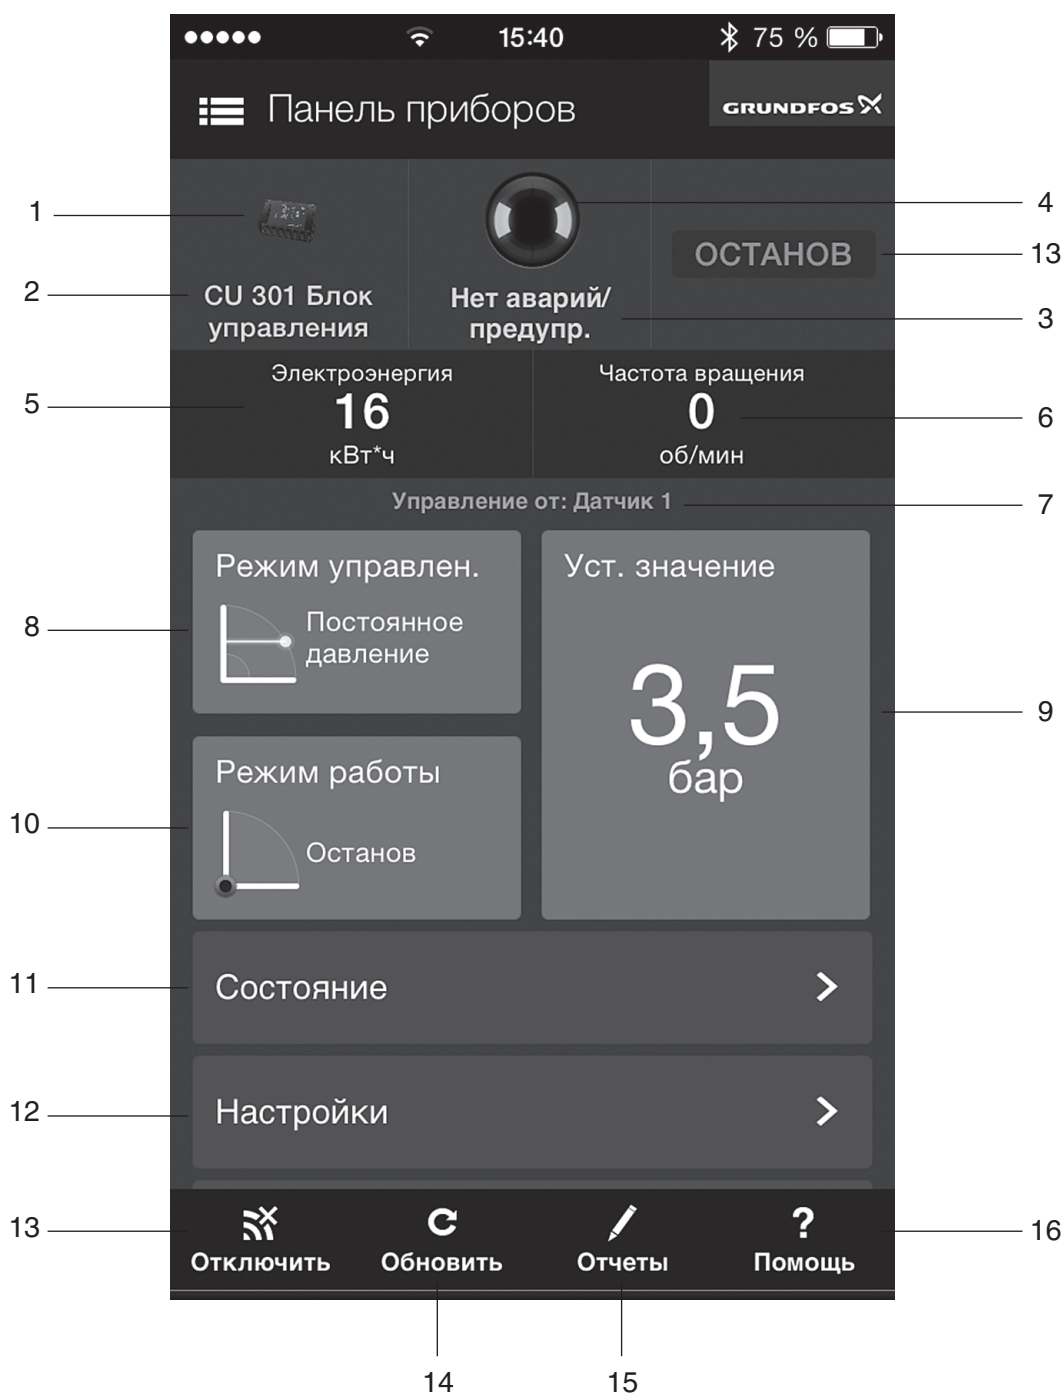 15:40 75 %
Панель приборов GRUNDFOS
1
4
ОСТАНОВ 13
2 CU 301 Блок
управления
Нет аварий/
предупр. 3
Электроэнергия Частота вращения
5 16 0 6
кВт*ч об/мин
Управление от: Датчик 1 7
Режим управлен.
8 Постоянное
давление
Уст. значение
3,5 9
бар
Режим работы
10 Останов
11 Состояние
12 Настройки
13 Отключить Обновить Отчеты Помощь 16
14 15